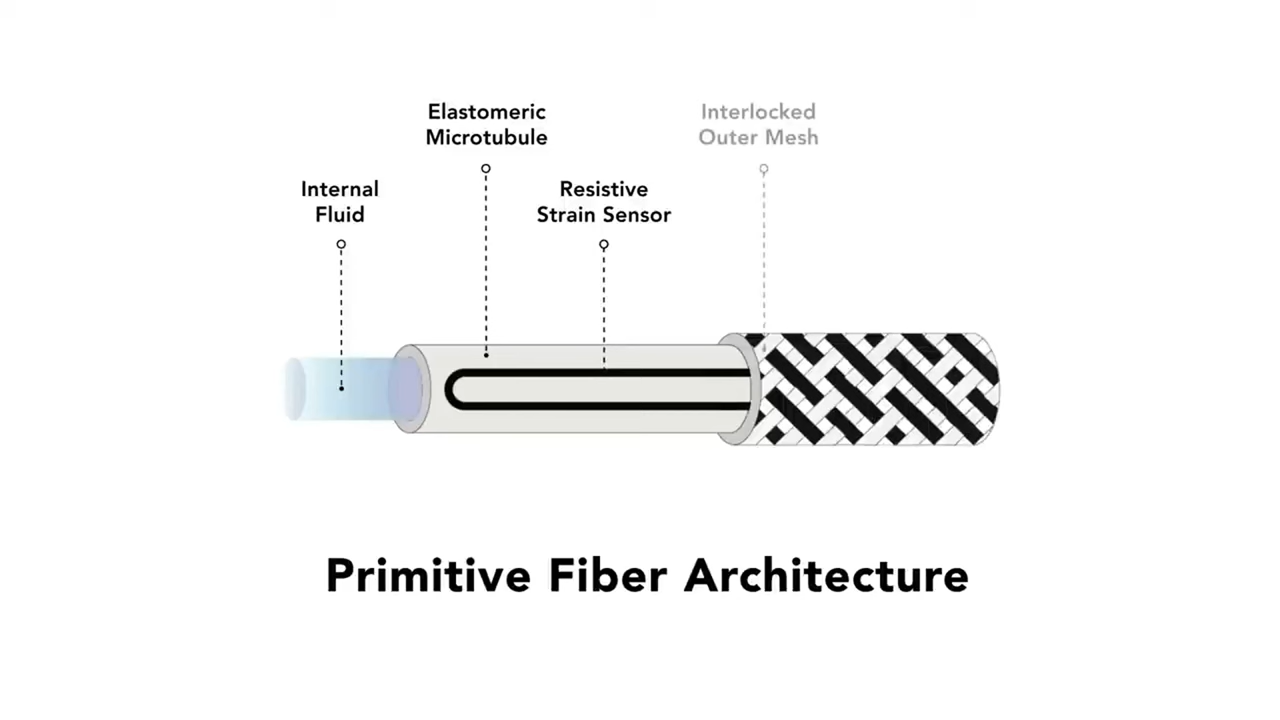 Elastomeric
Microtubule
Interlocked
Outer Mesh
Internal
Fluid
Resistive
Strain Sensor
Primitive Fiber Architecture